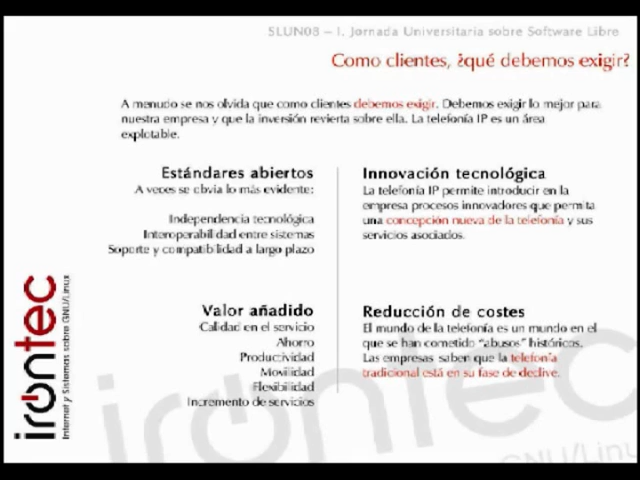 SLUN08 – I. Jornada Universitaria sobre Software Libre
Como clientes, ¿qué debemos exigir?
A menudo se nos olvida que como clientes debemos exigir. Debemos exigir lo mejor para
nuestra empresa y que la inversión revierta sobre ella. La telefonía IP es un área
explotable.
Estándares abiertos
A veces se obvia lo más evidente:
Independencia tecnológica
Interoperabilidad entre sistemas
Soporte y compatibilidad a largo plazo
Innovación tecnológica
La telefonía IP permite introducir en la
empresa procesos innovadores que permita
una concepción nueva de la telefonía y sus
servicios asociados.
Valor añadido
Calidad en el servicio
Ahorro
Productividad
Movilidad
Flexibilidad
Incremento de servicios
Reducción de costes
El mundo de la telefonía es un mundo en el
que se han cometido "abusos" históricos.
Las empresas saben que la telefonía
tradicional está en su fase de declive.
irontec
Internet y Sistemas sobre GNU/Linux
irontec
GNU/Linu